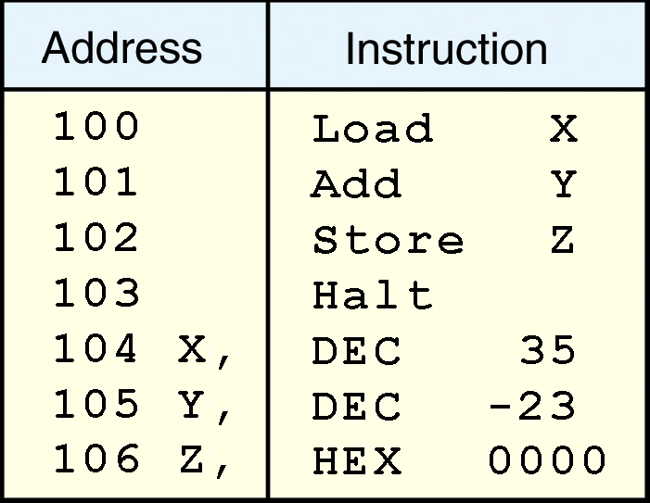 Address Instruction
100 Load X
101 Add Y
102 Store Z
103 Halt
104 X, DEC 35
105 Y, DEC -23
106 Z, HEX 0000